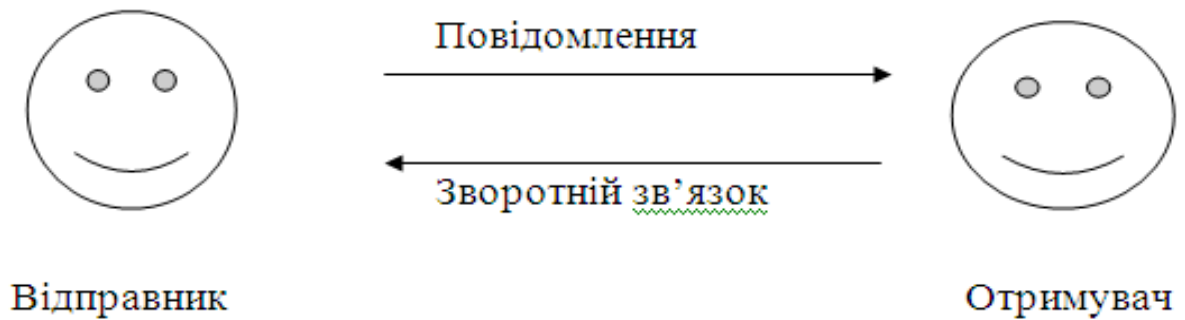 Повідомлення
Зворотній зв’язок
Відправник
Отримувач